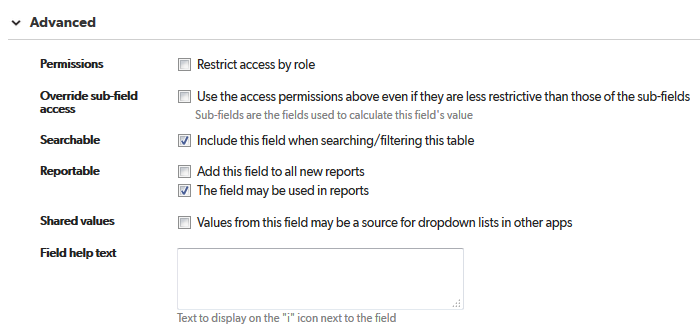 Advanced
Permissions
Restrict access by role
Override sub-field access
Use the access permissions above even if they are less restrictive than those of the sub-fields
Sub-fields are the fields used to calculate this field's value
Searchable
Include this field when searching/filtering this table
Reportable
Add this field to all new reports
The field may be used in reports
Shared values
Values from this field may be a source for dropdown lists in other apps
Field help text
Text to display on the "i" icon next to the field